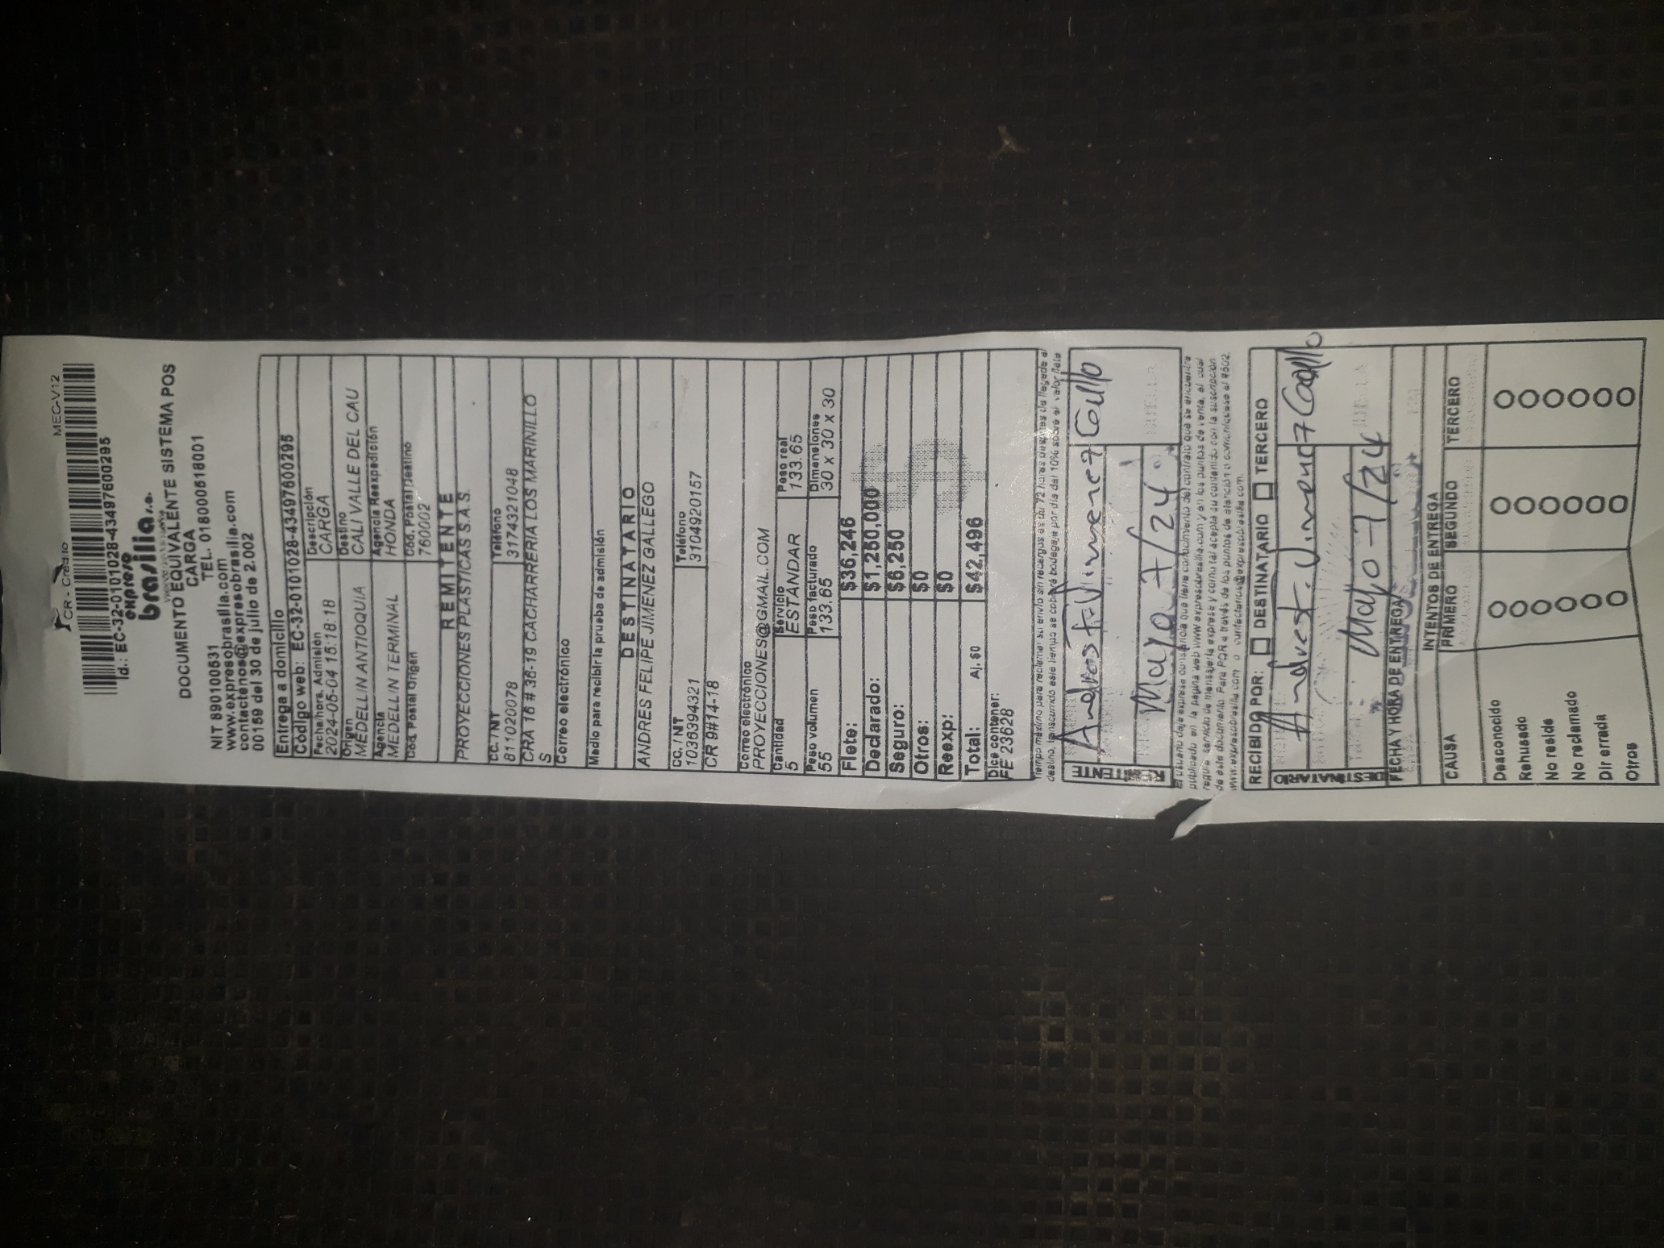 CR - Crédito MEC-V12
Id.: EC-32-0101028-4349760​0295
expreso
brasilia s.a.
DOCUMENTO EQUIVALENTE SISTEMA POS
CARGA
NIT 890100531 TEL. 018000518001
www.expresobrasilia.com
contactenos@expresobrasilia.com
00159 del 30 de julio de 2.002
Entrega a domicilio
Código web: EC-32-0101028-43497600295
Fecha/hora, Admisión Descripción
2024-05-04 15:18:18 CARGA
Origen Destino
MEDELLIN ANTIOQUIA CALI VALLE DEL CAU
Agencia Agencia Reexpedición
MEDELLIN TERMINAL HONDA
Cód. Postal Origen Cód. Postal Destino
760002
REMITENTE
PROYECCIONES PLASTICAS S.A.S.
CC. / NIT Teléfono
811020078 3174321048
CRA 16 # 36-19 CACHARRERIA LOS MARINILLO
S
Correo electrónico
Medio para recibir la prueba de admisión
DESTINATARIO
ANDRES FELIPE JIMENEZ GALLEGO
CC. / NIT Teléfono
1036394321 3104920157
CR 9#14-18
Correo electrónico
PROYECCIONES@GMAIL.COM
Cantidad Servicio Peso real
5 ESTANDAR 133.65
Peso volumen Peso facturado Dimensiones
55 133.65 30 x 30 x 30
Flete: $36,246
Declarado: $1,250,000
Seguro: $6,250
Otros: $0
Reexp: $0
Total: Aj. $0 $42,496
Dice contener:
FE 23628
REMITENTE
Mayo 7/24
RECIBIDO POR: DESTINATARIO TERCERO
DESTINATARIO
Mayo 7/24
FECHA Y HORA DE ENTREGA
INTENTOS DE ENTREGA
CAUSA PRIMERO SEGUNDO TERCERO
Desconocido
Rehusado
No reside
No reclamado
Dir errada
Otros